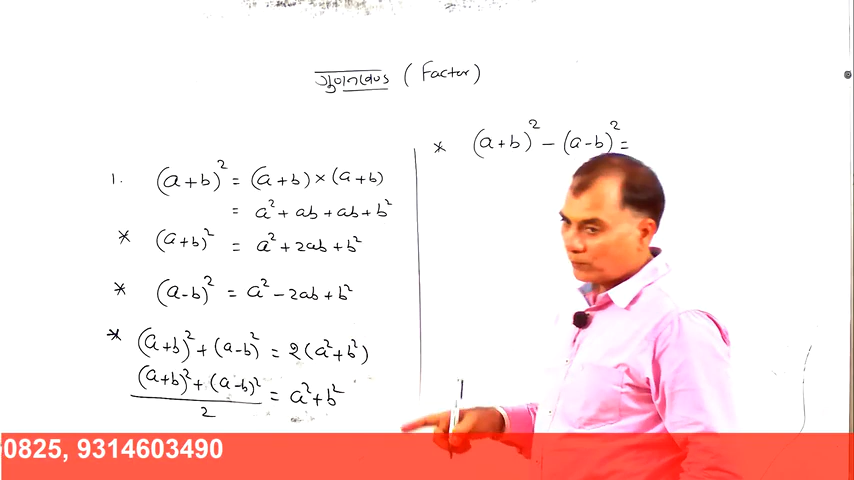 (Factor)
1. (a+b)² = (a+b)×(a+b)
= a²+ab+ab+b²
* (a+b)² = a²+2ab+b²
* (a-b)² = a²-2ab+b²
* (a+b)²+(a-b)² = 2(a²+b²)
(a+b)²+(a-b)²/2 = a²+b²
* (a+b)²-(a-b)² =
0825, 9314603490